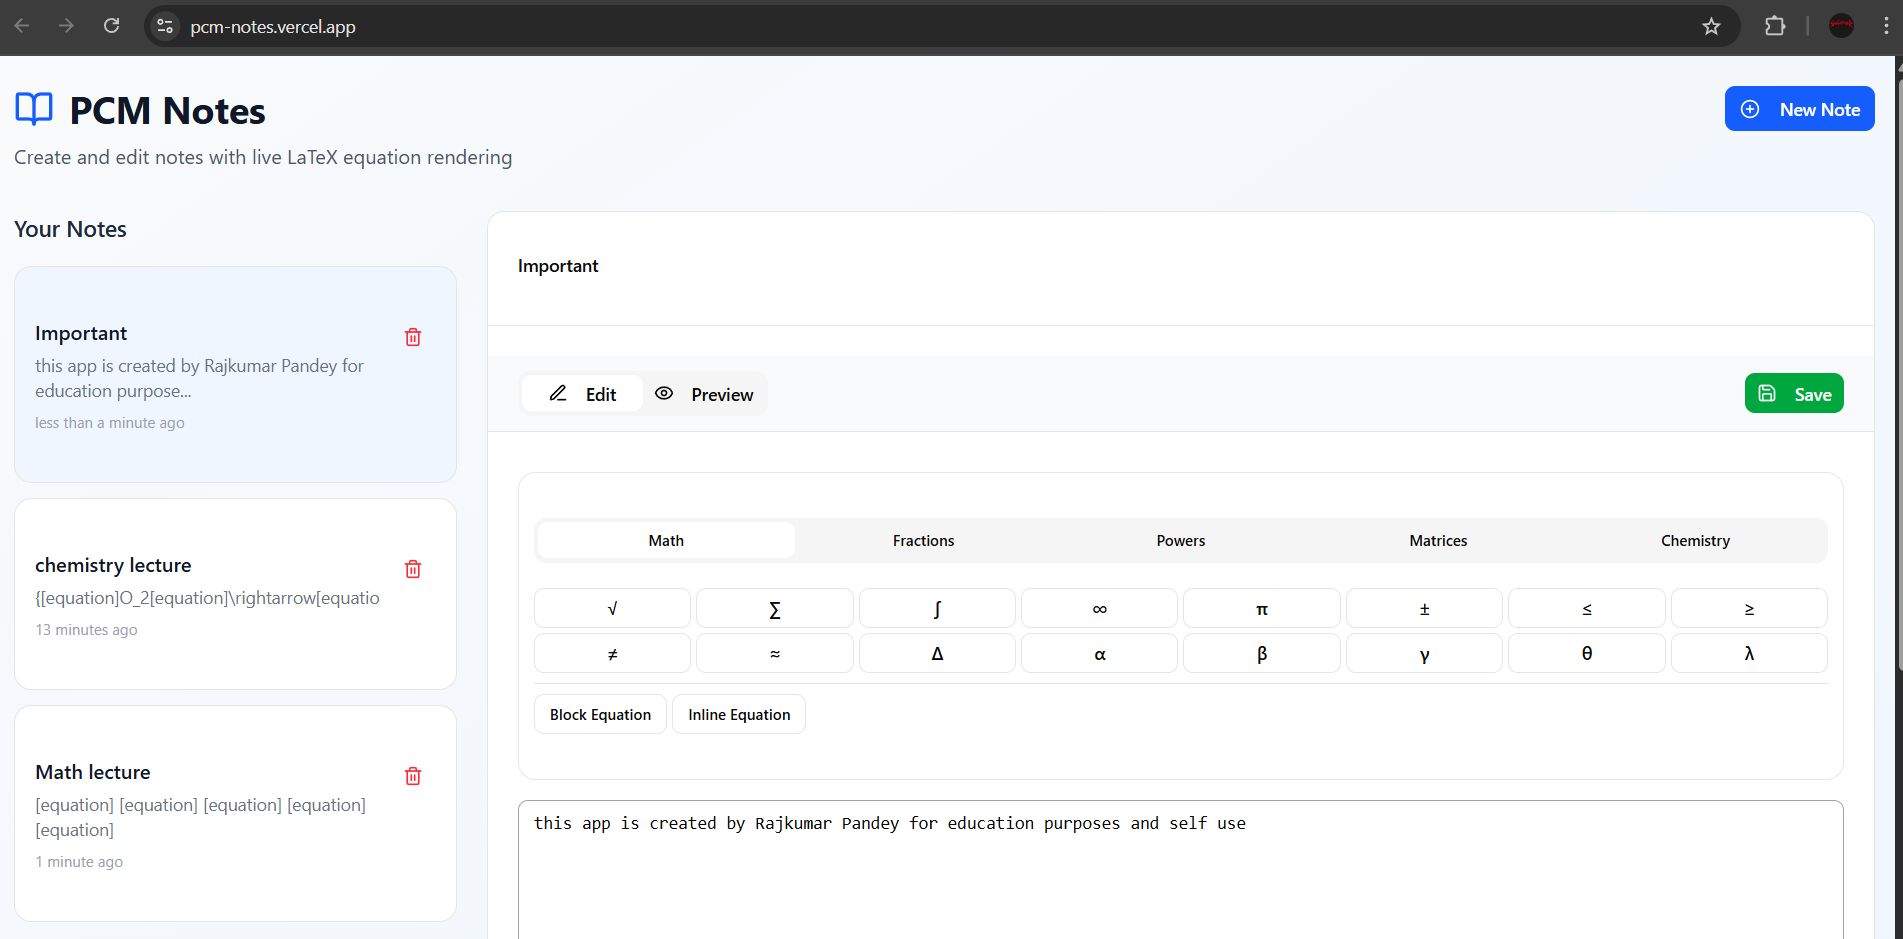 pcm-notes.vercel.app
PCM Notes
New Note
Create and edit notes with live LaTeX equation rendering
Your Notes
Important
this app is created by Rajkumar Pandey for
education purpose...
less than a minute ago
chemistry lecture
{[equation]O_2[equation]\rightarrow[equatio
13 minutes ago
Math lecture
[equation] [equation] [equation] [equation]
[equation]
1 minute ago
Important
Edit Preview Save
Math Fractions Powers Matrices Chemistry
√ ∑ ∫ ∞ π ± ≤ ≥
≠ ≈ Δ α β γ θ λ
Block Equation Inline Equation
this app is created by Rajkumar Pandey for education purposes and self use